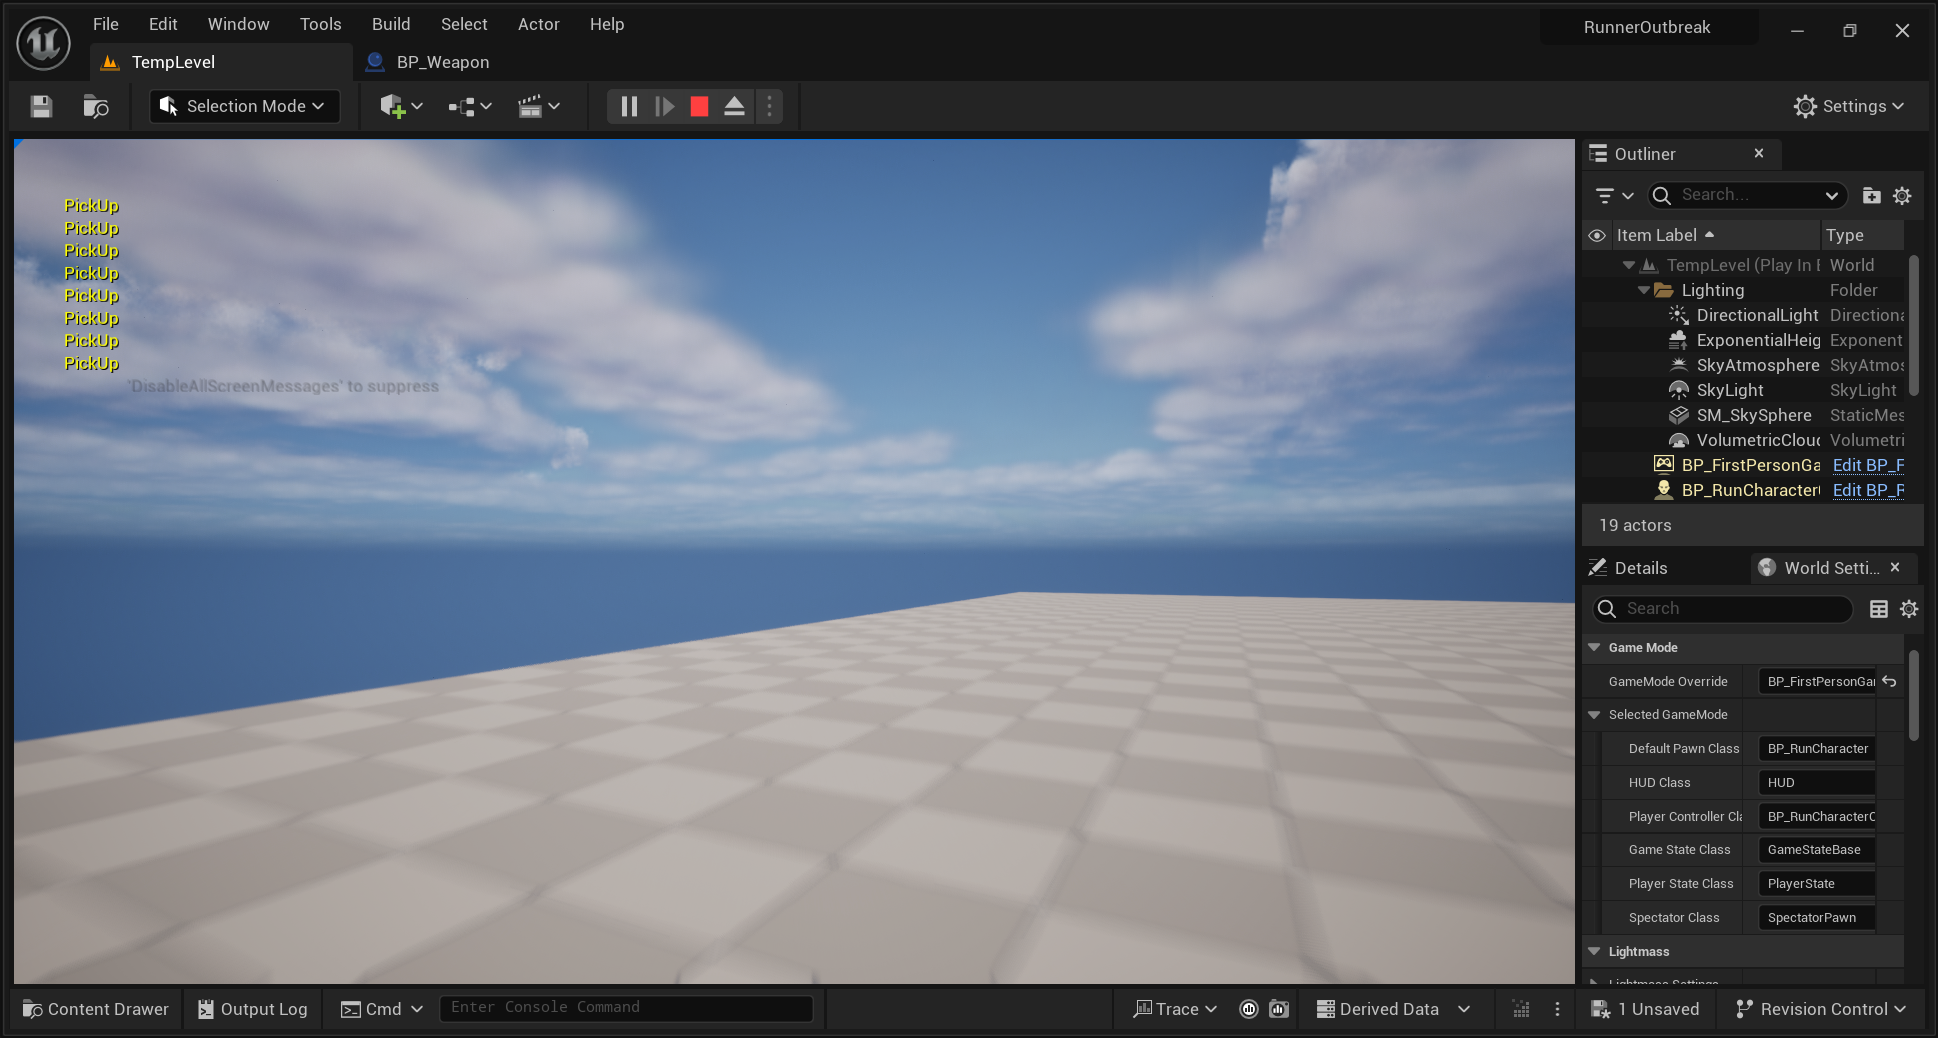 File Edit Window Tools Build Select Actor Help
RunnerOutbreak
TempLevel
BP_Weapon
Selection Mode
Settings
PickUp
PickUp
PickUp
PickUp
PickUp
PickUp
PickUp
PickUp
'DisableAllScreenMessages' to suppress
Outliner
Search...
Item Label Type
TempLevel (Play In E World
Lighting Folder
DirectionalLight Directiona
ExponentialHeig Exponent
SkyAtmosphere SkyAtmos
SkyLight SkyLight
SM_SkySphere StaticMes
VolumetricCloud Volumetri
BP_FirstPersonGa Edit BP_F
BP_RunCharacter Edit BP_R
19 actors
Details
World Setti...
Search
Game Mode
GameMode Override BP_FirstPersonGa
Selected GameMode
Default Pawn Class BP_RunCharacter
HUD Class HUD
Player Controller Cla BP_RunCharacterC
Game State Class GameStateBase
Player State Class PlayerState
Spectator Class SpectatorPawn
Lightmass
Lightmass Settings
Content Drawer
Output Log
Cmd
Enter Console Command
Trace
Derived Data
1 Unsaved
Revision Control